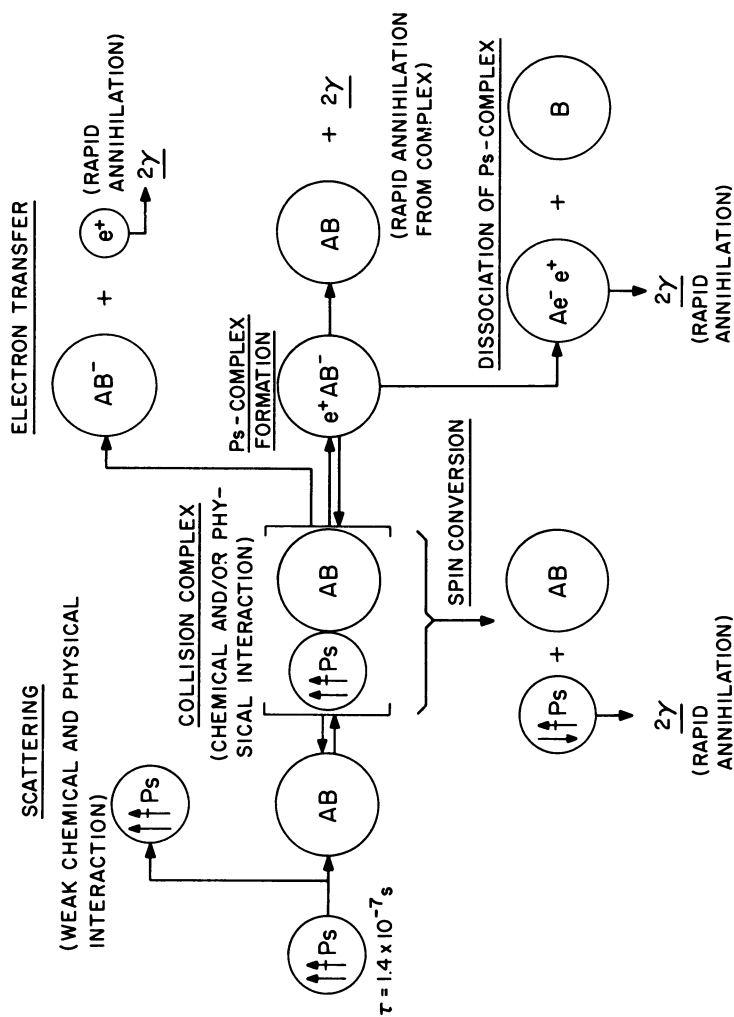 SCATTERING
(WEAK CHEMICAL AND PHYSICAL
INTERACTION)
Ps
Ps
τ = 1.4 x 10⁻⁷ s
AB
COLLISION COMPLEX
(CHEMICAL AND/OR PHY-
SICAL INTERACTION)
Ps
AB
ELECTRON TRANSFER
AB⁻
+
e⁺
(RAPID
ANNIHILATION)
2γ
Ps-COMPLEX
FORMATION
e⁺AB⁻
AB
+ 2γ
(RAPID ANNIHILATION
FROM COMPLEX)
SPIN CONVERSION
Ps
+
AB
2γ
(RAPID
ANNIHILATION)
DISSOCIATION OF Ps-COMPLEX
Ae⁻e⁺
+
B
2γ
(RAPID
ANNIHILATION)